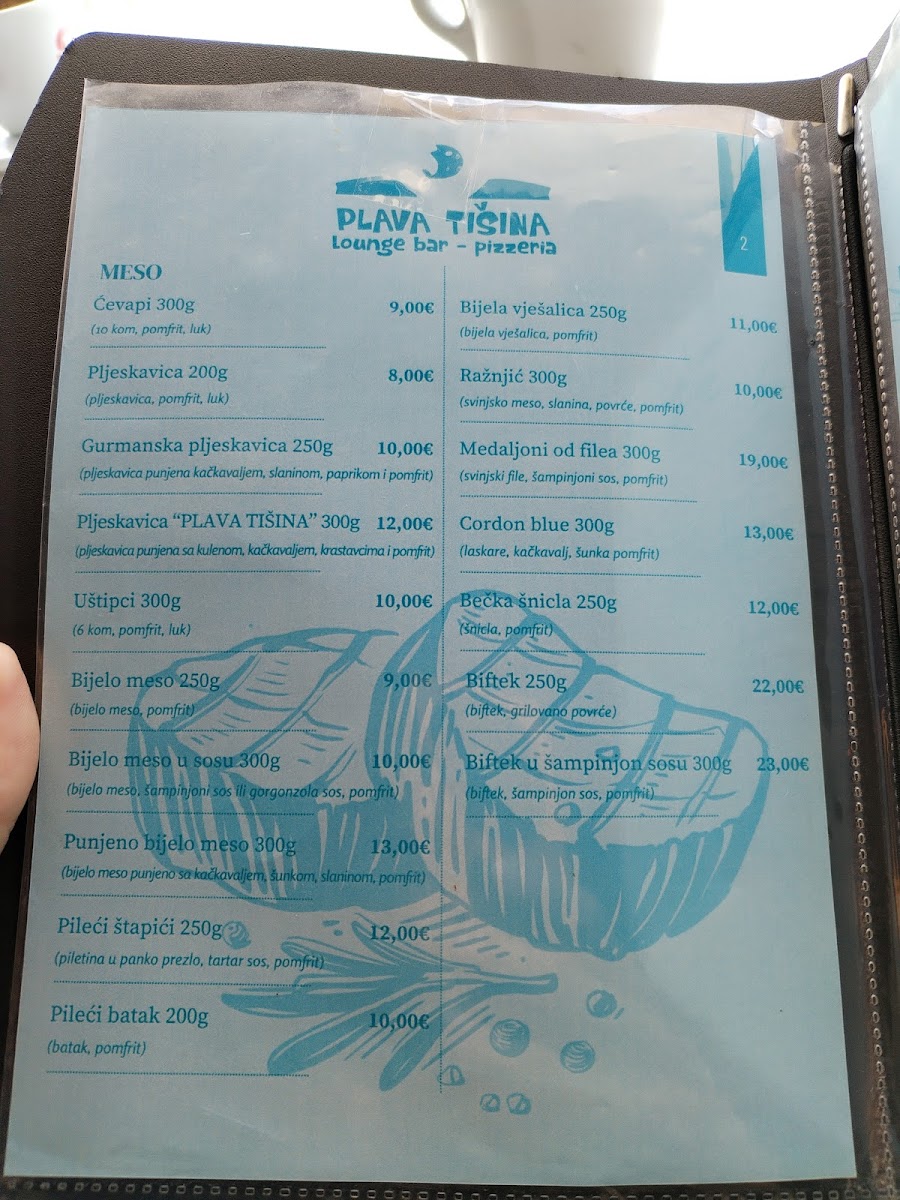 PLAVA TIŠINA
Lounge bar - pizzeria
2
MESO
Ćevapi 300g 9,00€
(10 kom, pomfrit, luk)
Pljeskavica 200g 8,00€
(pljeskavica, pomfrit, luk)
Gurmanska pljeskavica 250g 10,00€
(pljeskavica punjena kačkavaljem, slaninom, paprikom i pomfrit)
Pljeskavica “PLAVA TIŠINA” 300g 12,00€
(pljeskavica punjena sa kulenom, kačkavaljem, krastavcima i pomfrit)
Uštipci 300g 10,00€
(6 kom, pomfrit, luk)
Bijelo meso 250g 9,00€
(bijelo meso, pomfrit)
Bijelo meso u sosu 300g 10,00€
(bijelo meso, šampinjoni sos ili gorgonzola sos, pomfrit)
Punjeno bijelo meso 300g 13,00€
(bijelo meso punjeno sa kačkavaljem, šunkom, slaninom, pomfrit)
Pileći štapići 250g 12,00€
(piletina u panko prezlo, tartar sos, pomfrit)
Pileći batak 200g 10,00€
(batak, pomfrit)
Bijela vješalica 250g 11,00€
(bijela vješalica, pomfrit)
Ražnjić 300g 10,00€
(svinjsko meso, slanina, povrće, pomfrit)
Medaljoni od filea 300g 19,00€
(svinjski file, šampinjoni sos, pomfrit)
Cordon blue 300g 13,00€
(laskare, kačkavalj, šunka pomfrit)
Bečka šnicla 250g 12,00€
(šnicla, pomfrit)
Biftek 250g 22,00€
(biftek, grilovano povrće)
Biftek u šampinjon sosu 300g 23,00€
(biftek, šampinjon sos, pomfrit)